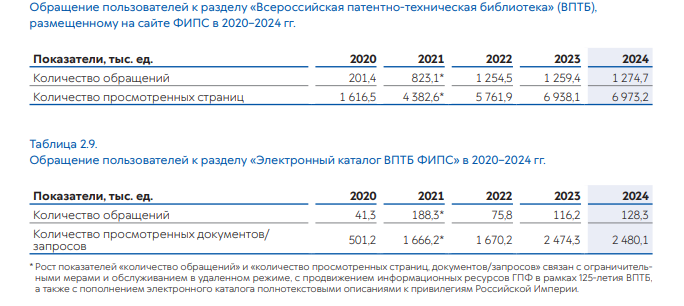 Обращение пользователей к разделу «Всероссийская патентно-техническая библиотека» (ВПТБ),
размещенному на сайте ФИПС в 2020–2024 гг.
Показатели, тыс. ед. 2020 2021 2022 2023 2024
Количество обращений 201,4 823,1* 1 254,5 1 259,4 1 274,7
Количество просмотренных страниц 1 616,5 4 382,6* 5 761,9 6 938,1 6 973,2
Таблица 2.9.
Обращение пользователей к разделу «Электронный каталог ВПТБ ФИПС» в 2020–2024 гг.
Показатели, тыс. ед. 2020 2021 2022 2023 2024
Количество обращений 41,3 188,3* 75,8 116,2 128,3
Количество просмотренных документов/
запросов 501,2 1 666,2* 1 670,2 2 474,3 2 480,1
* Рост показателей «количество обращений» и «количество просмотренных страниц, документов/запросов» связан с ограничитель-
ными мерами и обслуживанием в удаленном режиме, с продвижением информационных ресурсов ГПФ в рамках 125-летия ВПТБ,
а также с пополнением электронного каталога полнотекстовыми описаниями к привилегиям Российской Империи.